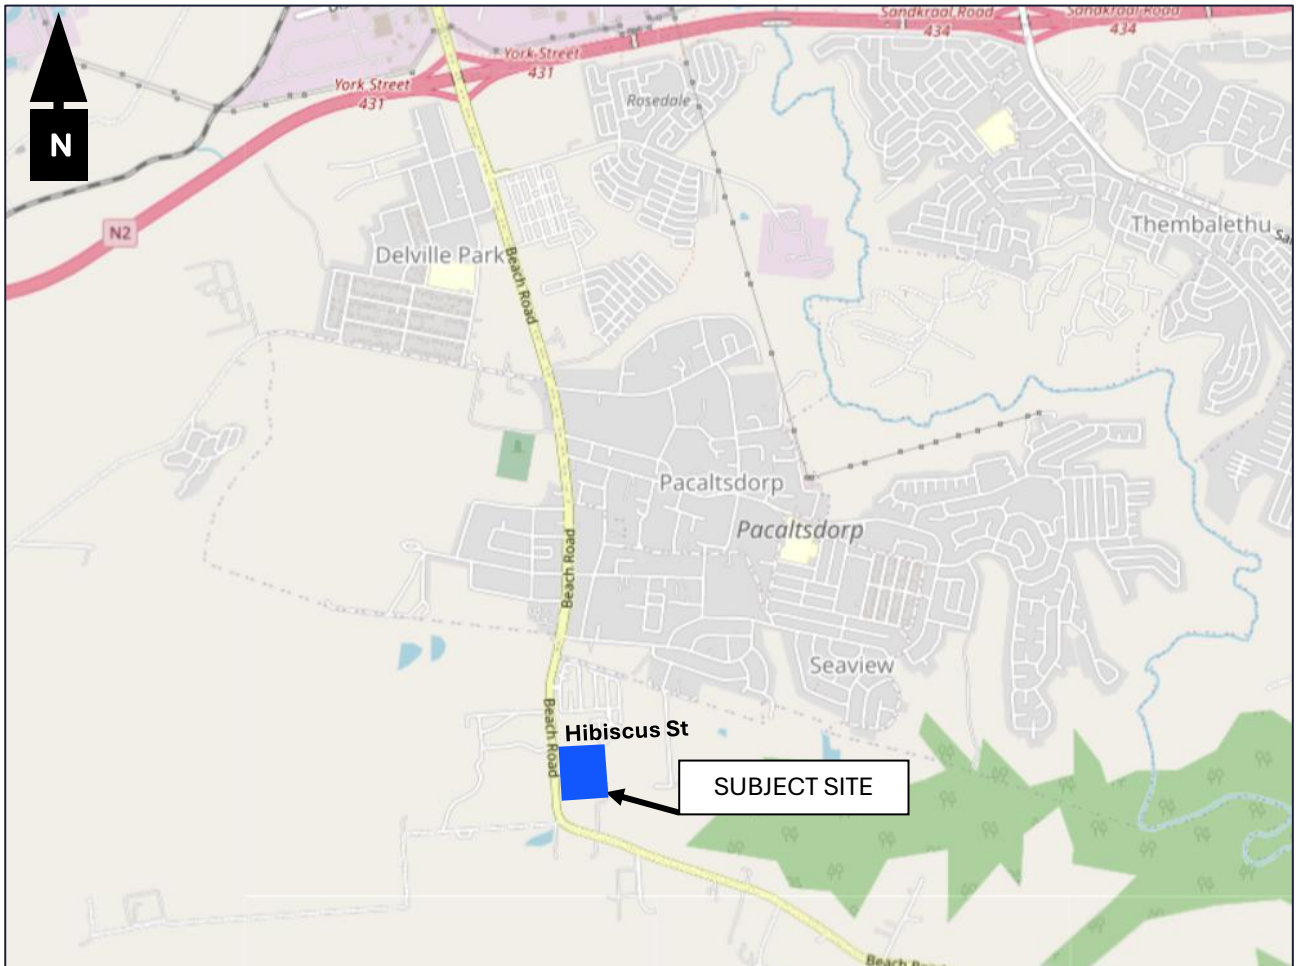 Sandkraal Road
434
Sandkraal Road
434
York Street
431
York Street
431
N
Rosedale
N2
Thembalethu
Delville Park
Beach Road
Pacaltsdorp
Pacaltsdorp
Beach Road
Seaview
Beach Road
Hibiscus St
SUBJECT SITE
Beach